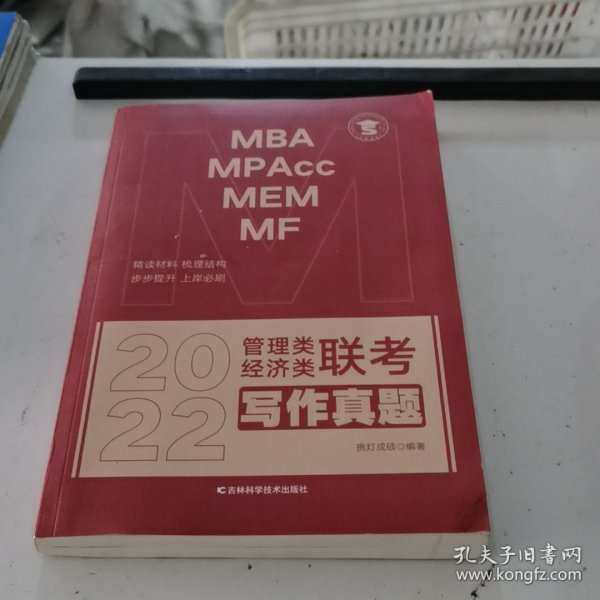 MBA
MPAcc
MEM
MF
精读材料 梳理结构
步步提升 上岸必刷
2022
管理类
经济类
联考
写作真题
挑灯成硕◎编著
吉林科学技术出版社
孔夫子旧书网
www.kongfz.com